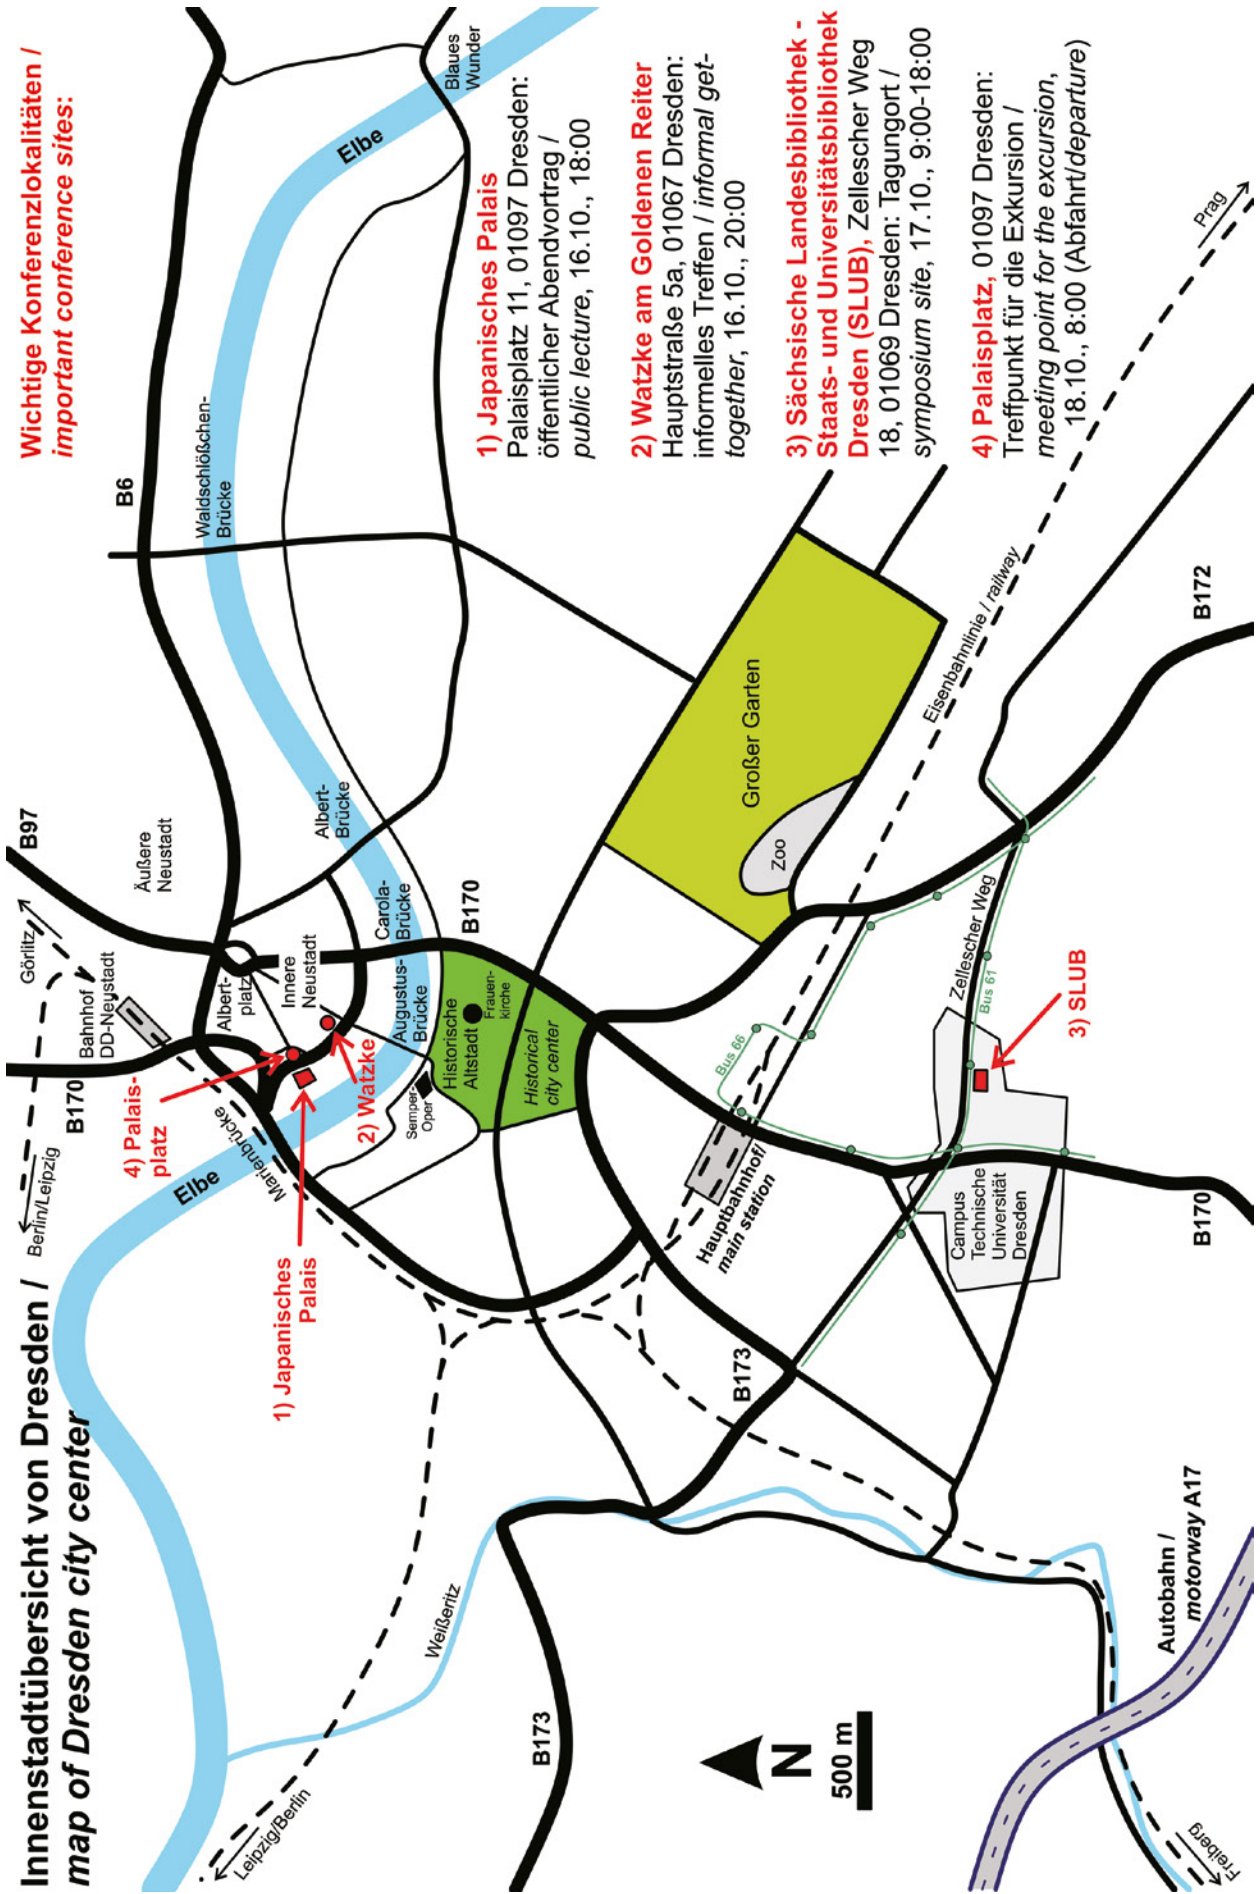 Innenstadtübersicht von Dresden /
map of Dresden city center
Wichtige Konferenzlokalitäten /
important conference sites:
1) Japanisches Palais
Palaisplatz 11, 01097 Dresden:
öffentlicher Abendvortrag /
public lecture, 16.10., 18:00
2) Watzke am Goldenen Reiter
Hauptstraße 5a, 01067 Dresden:
informelles Treffen / informal get-
together, 16.10., 20:00
3) Sächsische Landesbibliothek -
Staats- und Universitätsbibliothek
Dresden (SLUB), Zellescher Weg
18, 01069 Dresden: Tagungort /
symposium site, 17.10., 9:00-18:00
4) Palaisplatz, 01097 Dresden:
Treffpunkt für die Exkursion /
meeting point for the excursion,
18.10., 8:00 (Abfahrt/departure)
Leipzig/Berlin
Berlin/Leipzig
B170
Görlitz
Bahnhof
DD-Neustadt
B97
Äußere
Neustadt
B6
Waldschlößchen-
Brücke
Elbe
Blaues
Wunder
4) Palais-
platz
Elbe
Marienbrücke
Albert-
platz
Innere
Neustadt
Albert-
Brücke
1) Japanisches
Palais
2) Watzke
Augustus-
Brücke
Carola-
Brücke
Semper-
Oper
Historische
Altstadt
Frauen-
kirche
B170
Historical
city center
Weißeritz
B173
B173
Hauptbahnhof/
main station
Bus 66
Großer Garten
Zoo
Eisenbahnlinie / railway
Prag
Zellescher Weg
Bus 61
Campus
Technische
Universität
Dresden
3) SLUB
B172
B170
N
500 m
Autobahn /
motorway A17
Freiberg